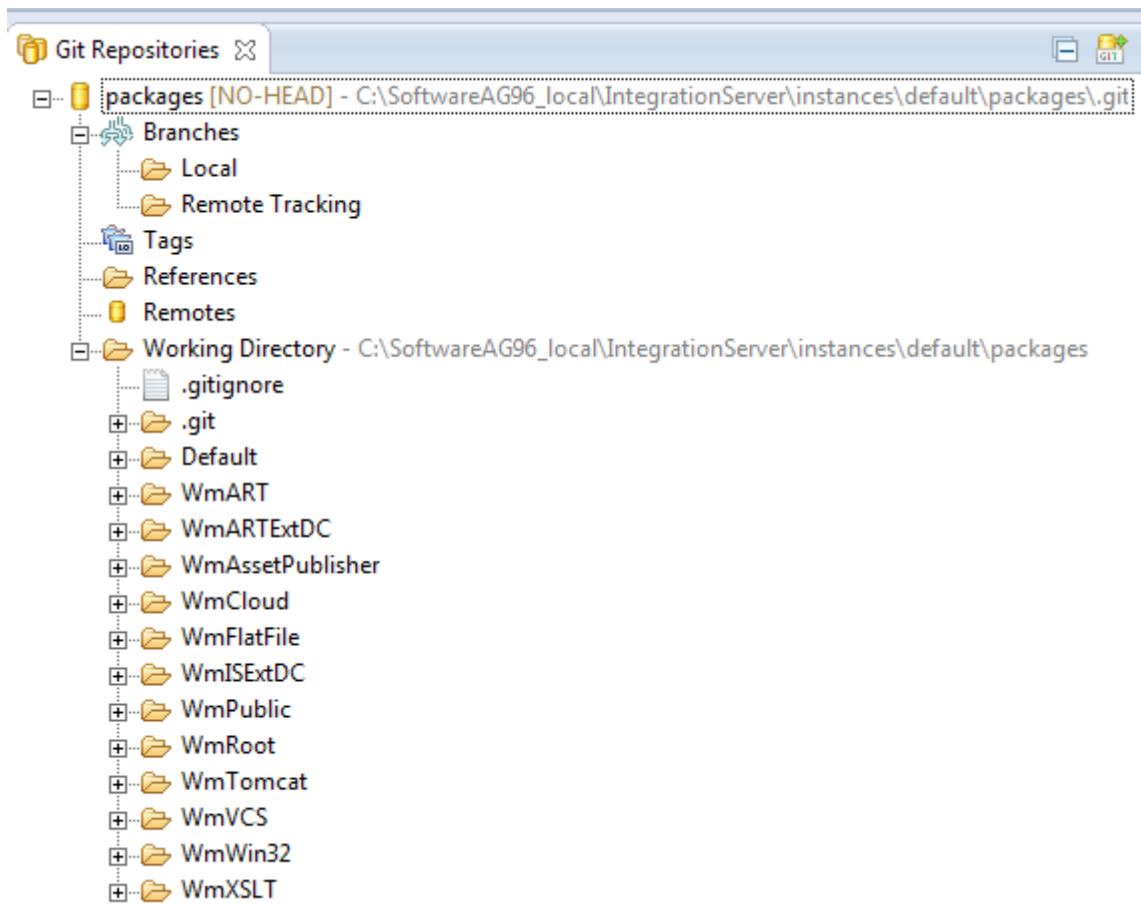 Git Repositories
GIT
packages [NO-HEAD] - C:\SoftwareAG96_local\IntegrationServer\instances\default\packages\.git
Branches
Local
Remote Tracking
Tags
References
Remotes
Working Directory - C:\SoftwareAG96_local\IntegrationServer\instances\default\packages
.gitignore
.git
Default
WmART
WmARTExtDC
WmAssetPublisher
WmCloud
WmFlatFile
WmISExtDC
WmPublic
WmRoot
WmTomcat
WmVCS
WmWin32
WmXSLT